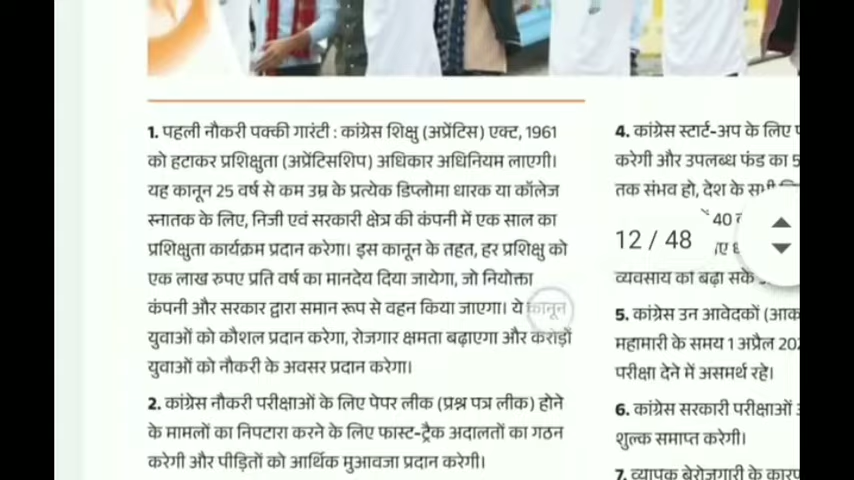 1. पहली नौकरी पक्की गारंटी : कांग्रेस शिक्षु (अप्रेंटिस) एक्ट, 1961
को हटाकर प्रशिक्षुता (अप्रेंटिसशिप) अधिकार अधिनियम लाएगी।
यह कानून 25 वर्ष से कम उम्र के प्रत्येक डिप्लोमा धारक या कॉलेज
स्नातक के लिए, निजी एवं सरकारी क्षेत्र की कंपनी में एक साल का
प्रशिक्षुता कार्यक्रम प्रदान करेगा। इस कानून के तहत, हर प्रशिक्षु को
एक लाख रुपए प्रति वर्ष का मानदेय दिया जायेगा, जो नियोक्ता
कंपनी और सरकार द्वारा समान रूप से वहन किया जाएगा। ये कानून
युवाओं को कौशल प्रदान करेगा, रोजगार क्षमता बढ़ाएगा और करोड़ों
युवाओं को नौकरी के अवसर प्रदान करेगा।
2. कांग्रेस नौकरी परीक्षाओं के लिए पेपर लीक (प्रश्न पत्र लीक) होने
के मामलों का निपटारा करने के लिए फास्ट-ट्रैक अदालतों का गठन
करेगी और पीड़ितों को आर्थिक मुआवजा प्रदान करेगी।
4. कांग्रेस स्टार्ट-अप के लिए
करेगी और उपलब्ध फंड का
तक संभव हो, देश के सभी
40
12 / 48
व्यवसाय को बढ़ा सकें
5. कांग्रेस उन आवेदकों
महामारी के समय 1 अप्रैल
परीक्षा देने में असमर्थ रहे।
6. कांग्रेस सरकारी परीक्षाओं
शुल्क समाप्त करेगी।
7. व्यापक बेरोजगारी के